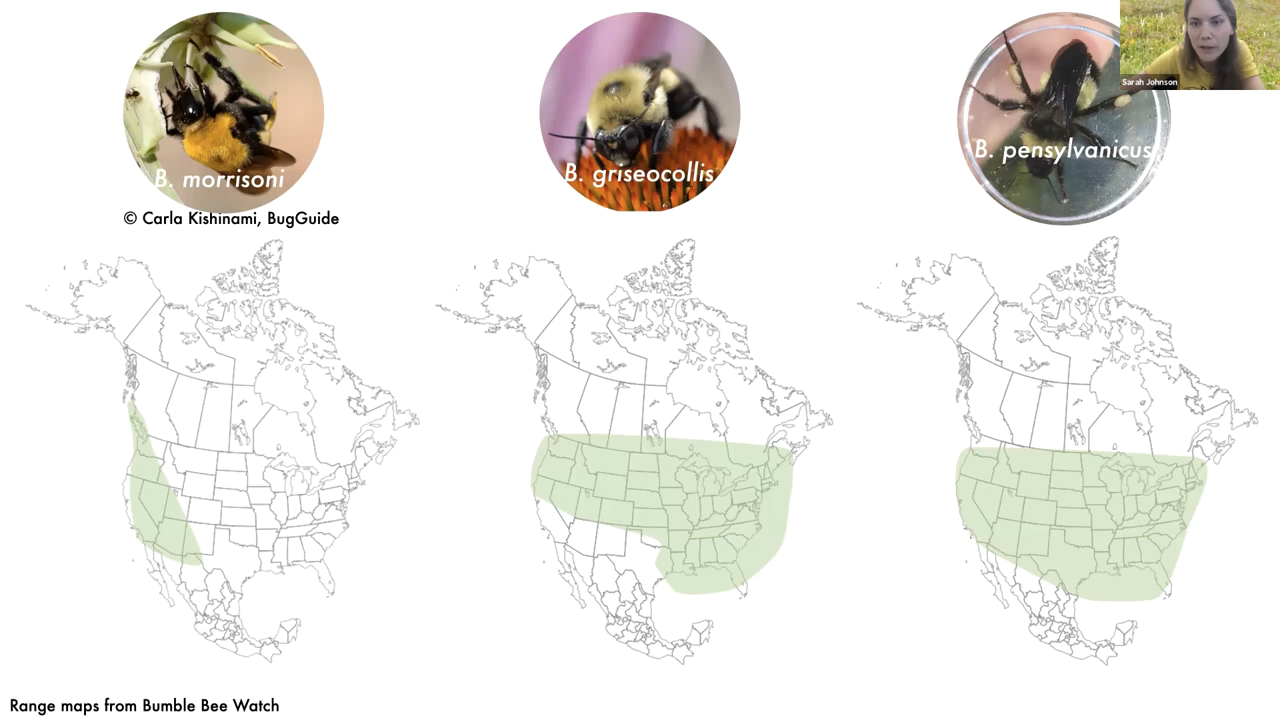 Sarah Johnson
B. morrisoni
B. griseocollis
B. pensylvanicus
© Carla Kishinami, BugGuide
Range maps from Bumble Bee Watch